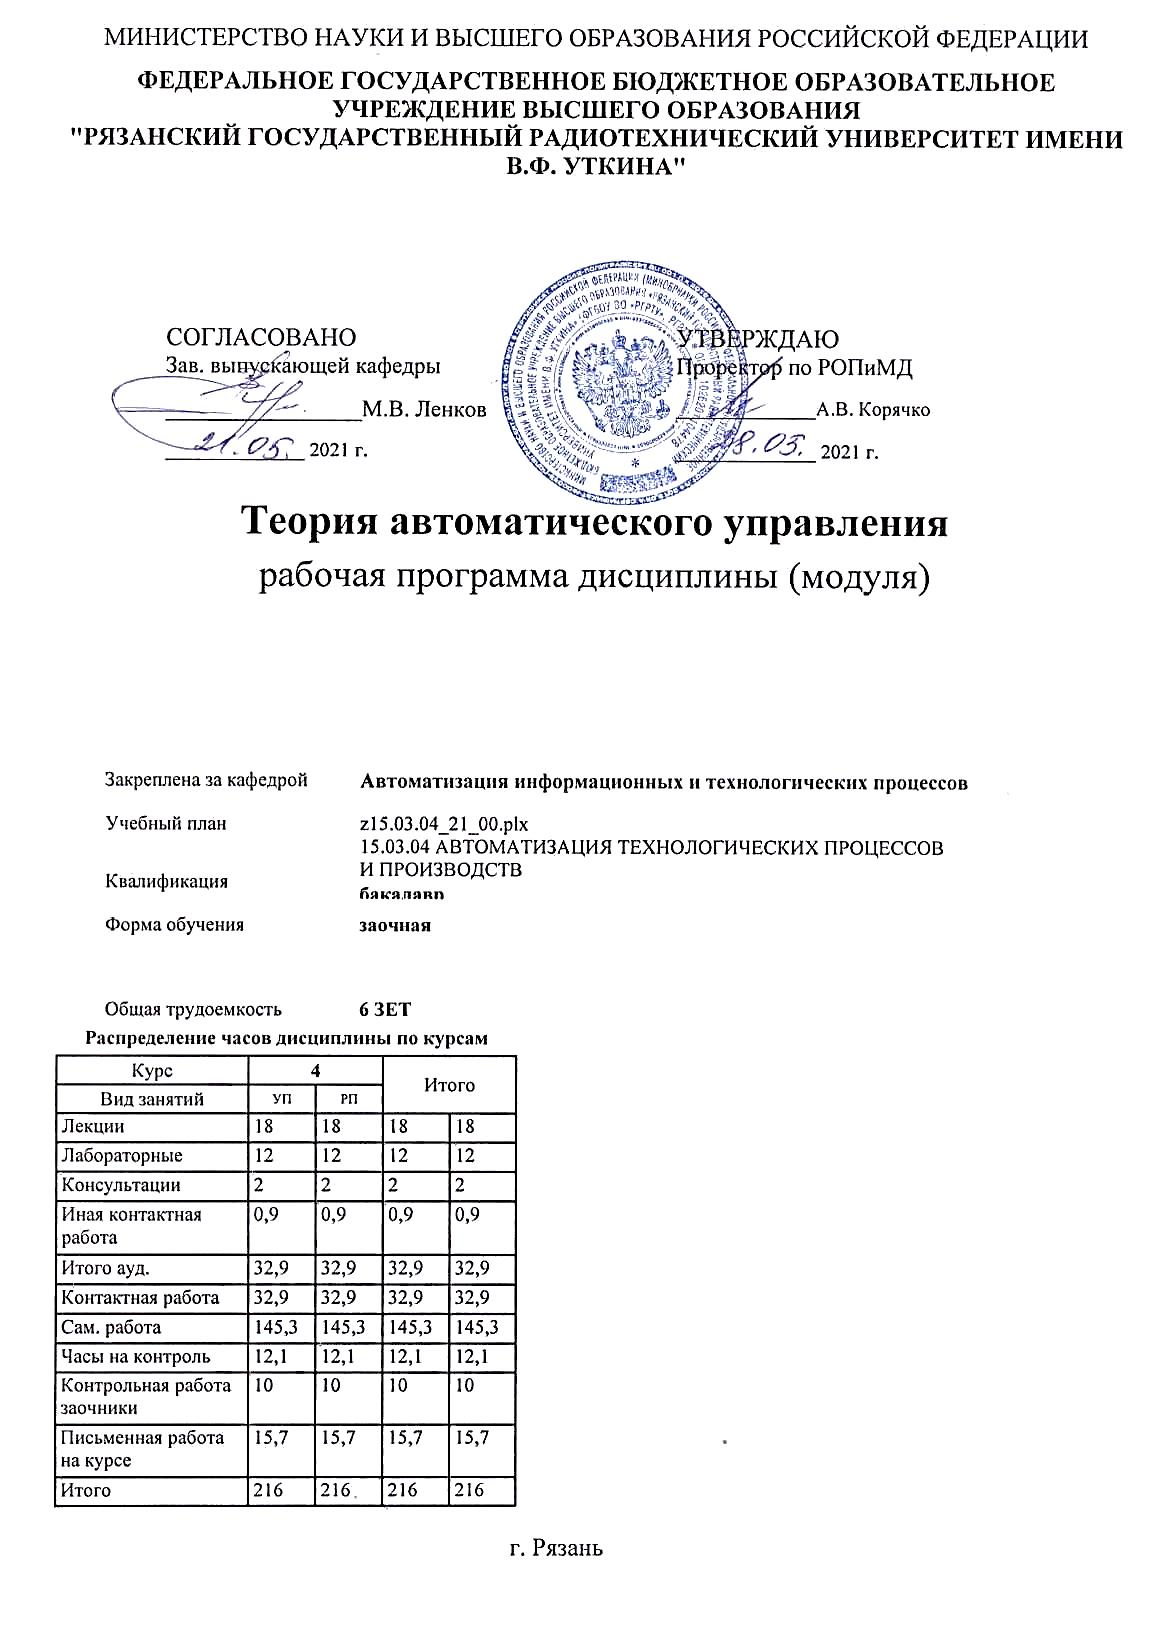 МИНИСТЕРСТВО НАУКИ И ВЫСШЕГО ОБРАЗОВАНИЯ РОССИЙСКОЙ ФЕДЕРАЦИИ
ФЕДЕРАЛЬНОЕ ГОСУДАРСТВЕННОЕ БЮДЖЕТНОЕ ОБРАЗОВАТЕЛЬНОЕ
УЧРЕЖДЕНИЕ ВЫСШЕГО ОБРАЗОВАНИЯ
"РЯЗАНСКИЙ ГОСУДАРСТВЕННЫЙ РАДИОТЕХНИЧЕСКИЙ УНИВЕРСИТЕТ ИМЕНИ
В.Ф. УТКИНА"
СОГЛАСОВАНО
Зав. выпускающей кафедры
М.В. Ленков
21.05. 2021 г.
УТВЕРЖДАЮ
Проректор по РОПиМД
А.В. Корячко
28.05. 2021 г.
Теория автоматического управления
рабочая программа дисциплины (модуля)
Закреплена за кафедрой Автоматизация информационных и технологических процессов
Учебный план z15.03.04_21_00.plx
15.03.04 АВТОМАТИЗАЦИЯ ТЕХНОЛОГИЧЕСКИХ ПРОЦЕССОВ
И ПРОИЗВОДСТВ
Квалификация бакалавр
Форма обучения заочная
Общая трудоемкость 6 ЗЕТ
Распределение часов дисциплины по курсам
Курс 4 Итого
Вид занятий УП РП
Лекции 18 18 18 18
Лабораторные 12 12 12 12
Консультации 2 2 2 2
Иная контактная 0,9 0,9 0,9 0,9
работа
Итого ауд. 32,9 32,9 32,9 32,9
Контактная работа 32,9 32,9 32,9 32,9
Сам. работа 145,3 145,3 145,3 145,3
Часы на контроль 12,1 12,1 12,1 12,1
Контрольная работа 10 10 10 10
заочники
Письменная работа 15,7 15,7 15,7 15,7
на курсе
Итого 216 216 216 216
г. Рязань